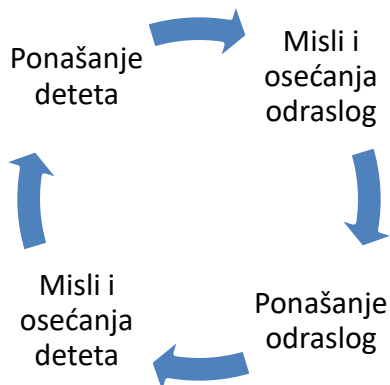 Ponašanje
deteta
Misli i
osećanja
odraslog
Ponašanje
odraslog
Misli i
osećanja
deteta